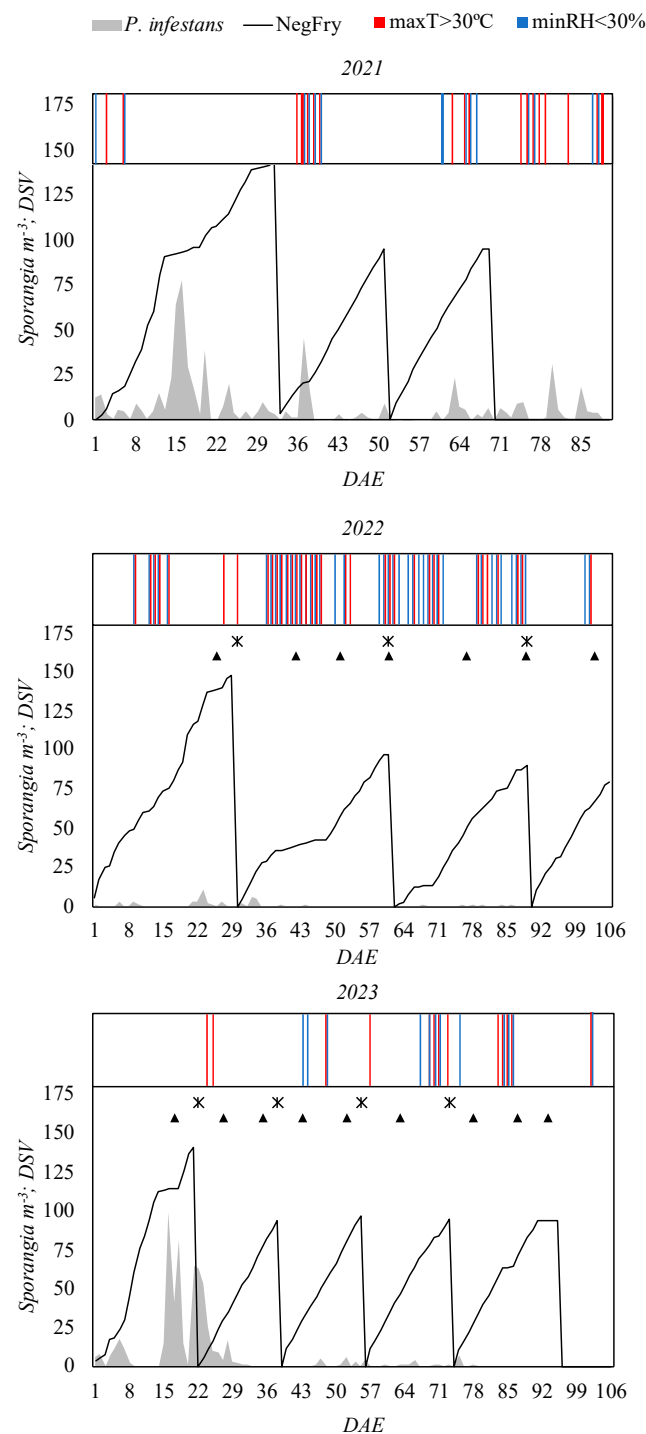 P. infestans NegFry maxT>30ºC minRH<30%
2021
175
150
125
100
75
50
25
0
Sporangia m-3; DSV
1 8 15 22 29 36 43 50 57 64 71 78 85
DAE
2022
175
150
125
100
75
50
25
0
Sporangia m-3; DSV
1 8 15 22 29 36 43 50 57 64 71 78 85 92 99 106
DAE
2023
175
150
125
100
75
50
25
0
Sporangia m-3; DSV
1 8 15 22 29 36 43 50 57 64 71 78 85 92 99 106
DAE